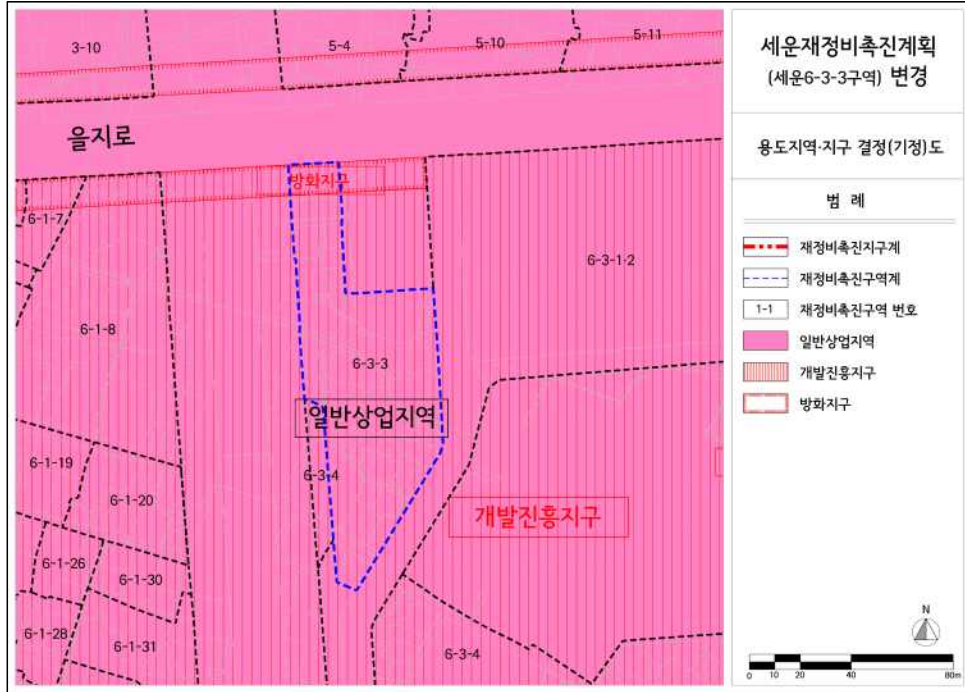 3-10
5-4
5-10
5-11
을지로
방화지구
6-1-7
6-3-1·2
6-1-8
6-3-3
일반상업지역
6-3-4
6-1-19
6-1-20
개발진흥지구
6-1-26
6-1-30
6-1-28
6-1-31
6-3-4
세운재정비촉진계획
(세운6-3-3구역) 변경
용도지역·지구 결정(기정)도
범 례
재정비촉진지구계
재정비촉진구역계
1-1 재정비촉진구역 번호
일반상업지역
개발진흥지구
방화지구
N
0 10 20 40 80m